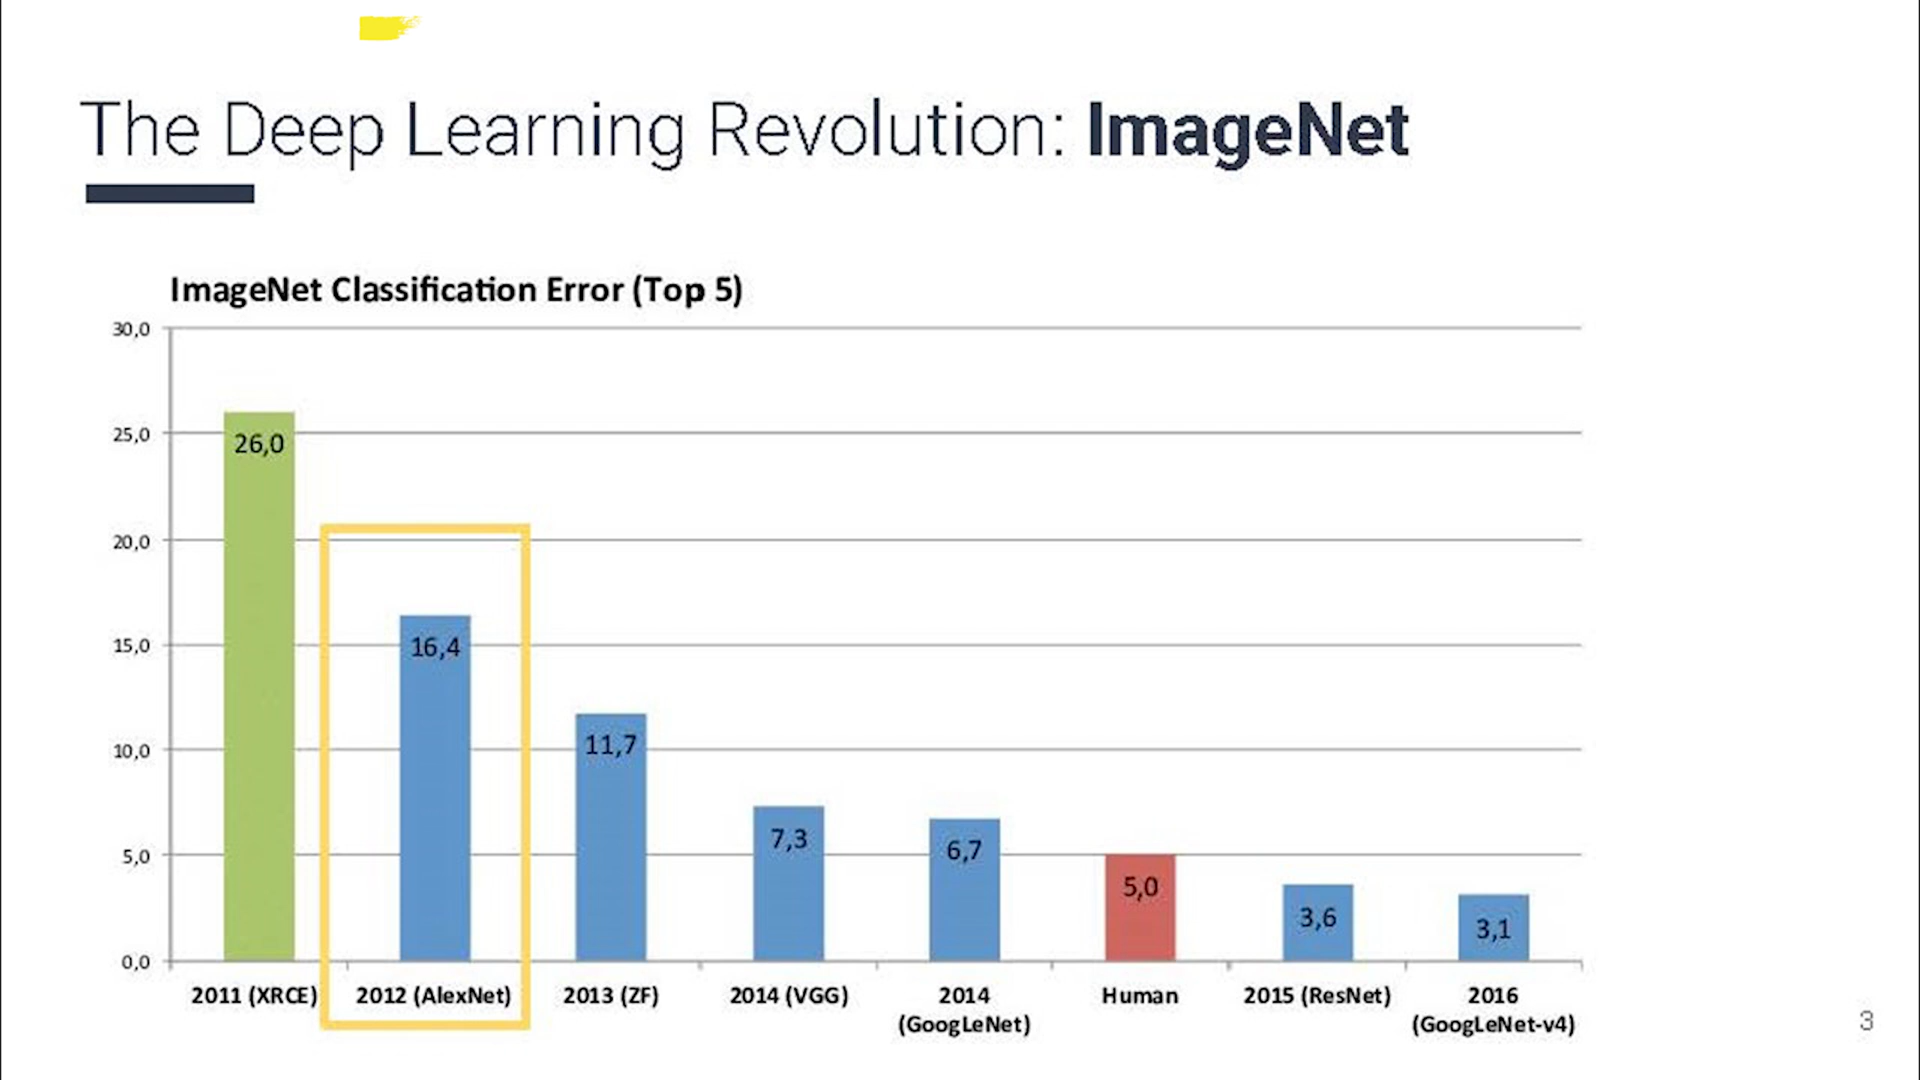 The Deep Learning Revolution: ImageNet
ImageNet Classification Error (Top 5)
30,0
25,0
20,0
15,0
10,0
5,0
0,0
26,0
16,4
11,7
7,3
6,7
5,0
3,6
3,1
2011 (XRCE)
2012 (AlexNet)
2013 (ZF)
2014 (VGG)
2014
(GoogLeNet)
Human
2015 (ResNet)
2016
(GoogLeNet-v4)
3